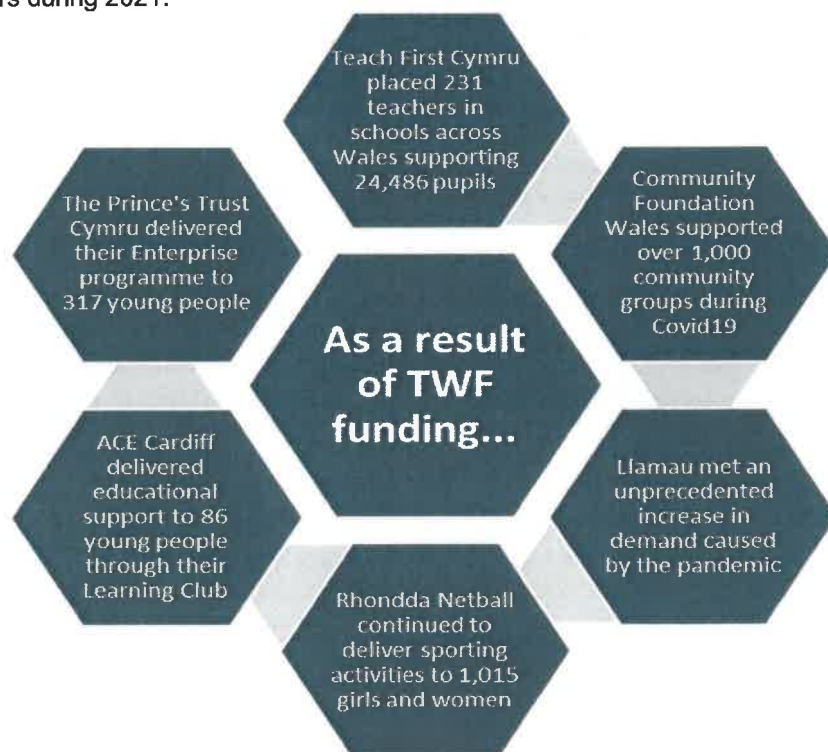 rs during 2021.
Teach First Cymru
placed 231
teachers in
schools across
Wales supporting
24,486 pupils
Community
Foundation
Wales supported
over 1,000
community
groups during
Covid19
Llamau met an
unprecedented
increase in
demand caused
by the pandemic
Rhondda Netball
continued to
deliver sporting
activities to 1,015
girls and women
ACE Cardiff
delivered
educational
support to 86
young people
through their
Learning Club
The Prince's Trust
Cymru delivered
their Enterprise
programme to
317 young people
As a result
of TWF
funding...